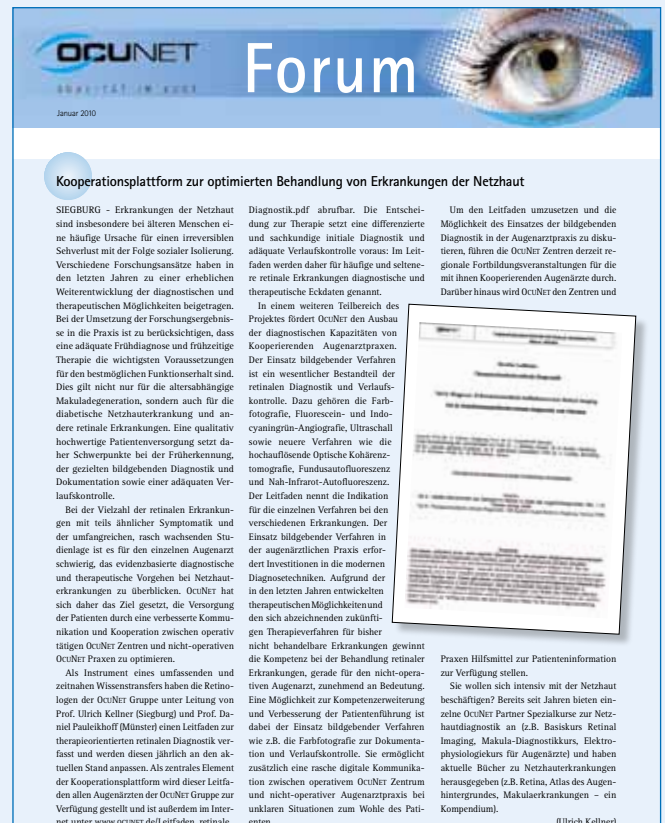 OCUNET
QUALITÄT IM AUGE
Forum
Januar 2010
Kooperationsplattform zur optimierten Behandlung von Erkrankungen der Netzhaut
SIEGBURG - Erkrankungen der Netzhaut
sind insbesondere bei älteren Menschen ei-
ne häufige Ursache für einen irreversiblen
Sehverlust mit der Folge sozialer Isolierung.
Verschiedene Forschungsansätze haben in
den letzten Jahren zu einer erheblichen
Weiterentwicklung der diagnostischen und
therapeutischen Möglichkeiten beigetragen.
Bei der Umsetzung der Forschungsergebnis-
se in die Praxis ist zu berücksichtigen, dass
eine adäquate Frühdiagnose und frühzeitige
Therapie die wichtigsten Voraussetzungen
für den bestmöglichen Funktionserhalt sind.
Dies gilt nicht nur für die altersabhängige
Makuladegeneration, sondern auch für die
diabetische Netzhauterkrankung und an-
dere retinale Erkrankungen. Eine qualitativ
hochwertige Patientenversorgung setzt da-
her Schwerpunkte bei der Früherkennung,
der gezielten bildgebenden Diagnostik und
Dokumentation sowie einer adäquaten Ver-
laufskontrolle.
Bei der Vielzahl der retinalen Erkrankun-
gen mit teils ähnlicher Symptomatik und
der umfangreichen, rasch wachsenden Stu-
dienlage ist es für den einzelnen Augenarzt
schwierig, das evidenzbasierte diagnostische
und therapeutische Vorgehen bei Netzhaut-
erkrankungen zu überblicken. OCUNET hat
sich daher das Ziel gesetzt, die Versorgung
der Patienten durch eine verbesserte Kommu-
nikation und Kooperation zwischen operativ
tätigen OCUNET Zentren und nicht-operativen
OCUNET Praxen zu optimieren.
Als Instrument eines umfassenden und
zeitnahen Wissenstransfers haben die Retino-
logen der OCUNET Gruppe unter Leitung von
Prof. Ulrich Kellner (Siegburg) und Prof. Da-
niel Pauleikhoff (Münster) einen Leitfaden zur
therapieorientierten retinalen Diagnostik ver-
fasst und werden diesen jährlich an den ak-
tuellen Stand anpassen. Als zentrales Element
der Kooperationsplattform wird dieser Leitfa-
den allen Augenärzten der OCUNET Gruppe zur
Verfügung gestellt und ist außerdem im Inter-
net unter www.ocunet.de/Leitfaden_retinale_
Diagnostik.pdf abrufbar. Die Entschei-
dung zur Therapie setzt eine differenzierte
und sachkundige initiale Diagnostik und
adäquate Verlaufskontrolle voraus: Im Leit-
faden werden daher für häufige und seltene-
re retinale Erkrankungen diagnostische und
therapeutische Eckdaten genannt.
In einem weiteren Teilbereich des
Projektes fördert OCUNET den Ausbau
der diagnostischen Kapazitäten von
Kooperierenden Augenarztpraxen.
Der Einsatz bildgebender Verfahren
ist ein wesentlicher Bestandteil der
retinalen Diagnostik und Verlaufs-
kontrolle. Dazu gehören die Farb-
fotografie, Fluorescein- und Indo-
cyaningrün-Angiografie, Ultraschall
sowie neuere Verfahren wie die
hochauflösende Optische Kohärenz-
tomografie, Fundusautofluoreszenz
und Nah-Infrarot-Autofluoreszenz.
Der Leitfaden nennt die Indikation
für die einzelnen Verfahren bei den
verschiedenen Erkrankungen. Der
Einsatz bildgebender Verfahren in
der augenärztlichen Praxis erfor-
dert Investitionen in die modernen
Diagnosetechniken. Aufgrund der
in den letzten Jahren entwickelten
therapeutischen Möglichkeiten und
den sich abzeichnenden zukünfti-
gen Therapieverfahren für bisher
nicht behandelbare Erkrankungen gewinnt
die Kompetenz bei der Behandlung retinaler
Erkrankungen, gerade für den nicht-opera-
tiven Augenarzt, zunehmend an Bedeutung.
Eine Möglichkeit zur Kompetenzerweiterung
und Verbesserung der Patientenführung ist
dabei der Einsatz bildgebender Verfahren
wie z.B. die Farbfotografie zur Dokumenta-
tion und Verlaufskontrolle. Sie ermöglicht
zusätzlich eine rasche digitale Kommunika-
tion zwischen operativem OCUNET Zentrum
und nicht-operativer Augenarztpraxis bei
unklaren Situationen zum Wohle des Pati-
enten.
Um den Leitfaden umzusetzen und die
Möglichkeit des Einsatzes der bildgebenden
Diagnostik in der Augenarztpraxis zu disku-
tieren, führen die OCUNET Zentren derzeit re-
gionale Fortbildungsveranstaltungen für die
mit ihnen Kooperierenden Augenärzte durch.
Darüber hinaus wird OCUNET den Zentren und
Praxen Hilfsmittel zur Patienteninformation
zur Verfügung stellen.
Sie wollen sich intensiv mit der Netzhaut
beschäftigen? Bereits seit Jahren bieten ein-
zelne OCUNET Partner Spezialkurse zur Netz-
hautdiagnostik an (z.B. Basiskurs Retinal
Imaging, Makula-Diagnostikkurs, Elektro-
physiologiekurs für Augenärzte) und haben
aktuelle Bücher zu Netzhauterkrankungen
herausgegeben (z.B. Retina, Atlas des Augen-
hintergrundes, Makulaerkrankungen – ein
Kompendium).
(Ulrich Kellner)